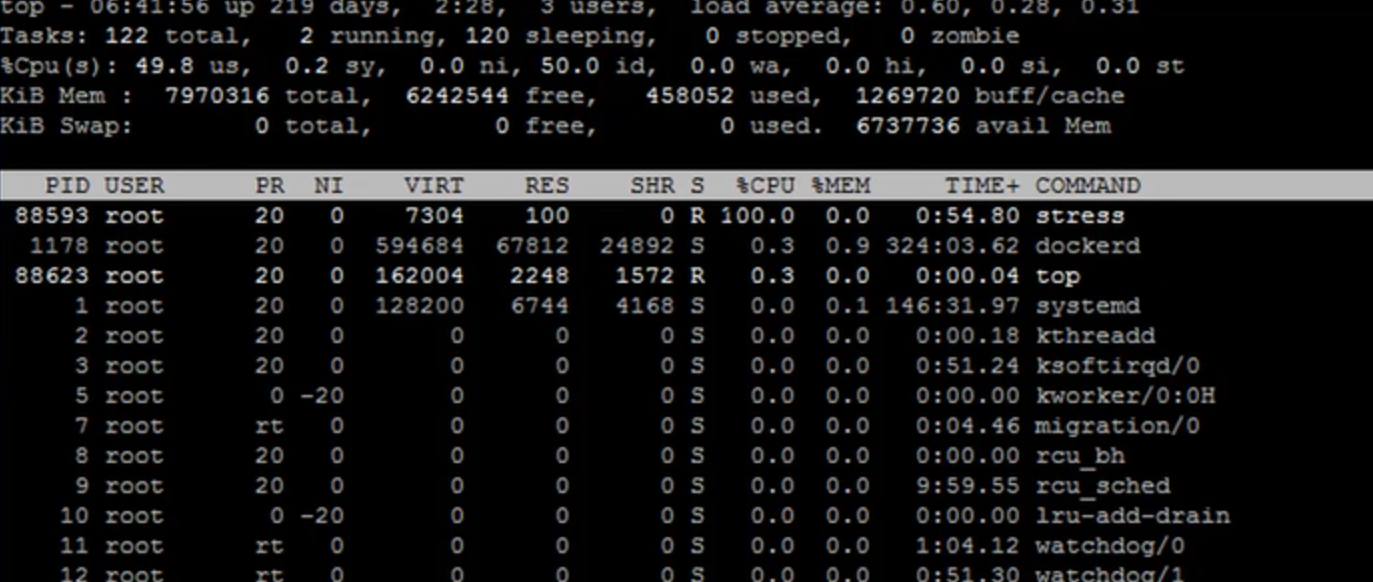 top - 06:41:56 up 219 days,  2:28,  3 users,  load average: 0.60, 0.28, 0.31
Tasks: 122 total,   2 running, 120 sleeping,   0 stopped,   0 zombie
%Cpu(s): 49.8 us,  0.2 sy,  0.0 ni, 50.0 id,  0.0 wa,  0.0 hi,  0.0 si,  0.0 st
KiB Mem :  7970316 total,  6242544 free,   458052 used,  1269720 buff/cache
KiB Swap:        0 total,        0 free,        0 used.  6737736 avail Mem
PID USER      PR  NI    VIRT    RES    SHR S  %CPU %MEM     TIME+ COMMAND
88593 root      20   0    7304    100      0 R 100.0  0.0   0:54.80 stress
1178 root      20   0  594684  67812  24892 S   0.3  0.9 324:03.62 dockerd
88623 root      20   0  162004   2248   1572 R   0.3  0.0   0:00.04 top
1 root      20   0  128200   6744   4168 S   0.0  0.1 146:31.97 systemd
2 root      20   0       0      0      0 S   0.0  0.0   0:00.18 kthreadd
3 root      20   0       0      0      0 S   0.0  0.0   0:51.24 ksoftirqd/0
5 root       0 -20       0      0      0 S   0.0  0.0   0:00.00 kworker/0:0H
7 root      rt   0       0      0      0 S   0.0  0.0   0:04.46 migration/0
8 root      20   0       0      0      0 S   0.0  0.0   0:00.00 rcu_bh
9 root      20   0       0      0      0 S   0.0  0.0   9:59.55 rcu_sched
10 root       0 -20       0      0      0 S   0.0  0.0   0:00.00 lru-add-drain
11 root      rt   0       0      0      0 S   0.0  0.0   1:04.12 watchdog/0
12 root      rt   0       0      0      0 S   0.0  0.0   0:51.30 watchdog/1